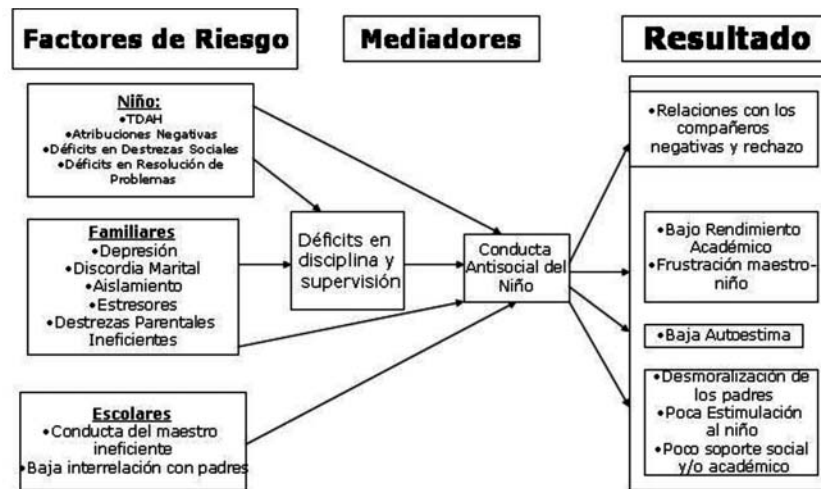 Factores de Riesgo
Mediadores
Resultado
Niño:
•TDAH
•Atribuciones Negativas
•Déficits en Destrezas Sociales
•Déficits en Resolución de
Problemas
Familiares
•Depresión
•Discordia Marital
•Aislamiento
•Estresores
•Destrezas Parentales
Ineficientes
Escolares
•Conducta del maestro
ineficiente
•Baja interrelación con padres
Déficits en
disciplina y
supervisión
Conducta
Antisocial del
Niño
•Relaciones con los
compañeros
negativas y rechazo
•Bajo Rendimiento
Académico
•Frustración maestro-
niño
•Baja Autoestima
•Desmoralización de
los padres
•Poca Estimulación
al niño
•Poco soporte social
y/o académico